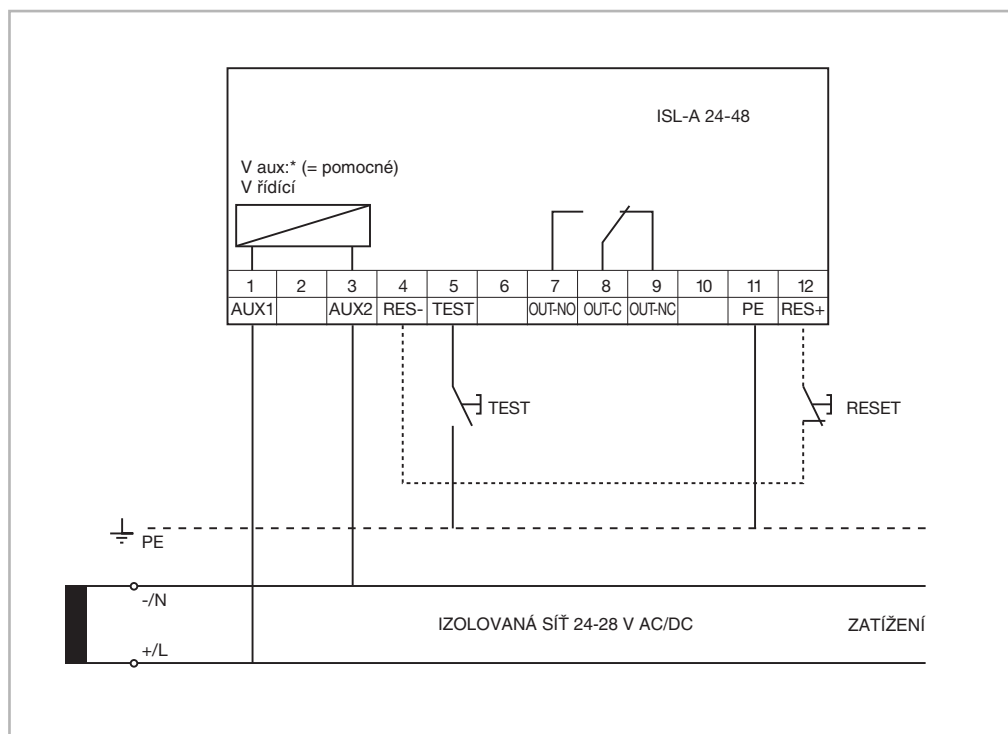 ISL-A 24-48
V aux:* (= pomocné)
V řídící
1 2 3 4 5 6 7 8 9 10 11 12
AUX1 AUX2 RES- TEST OUT-NO OUT-C OUT-NC PE RES+
TEST
RESET
PE
-/N
IZOLOVANÁ SÍŤ 24-28 V AC/DC
ZATÍŽENÍ
+/L